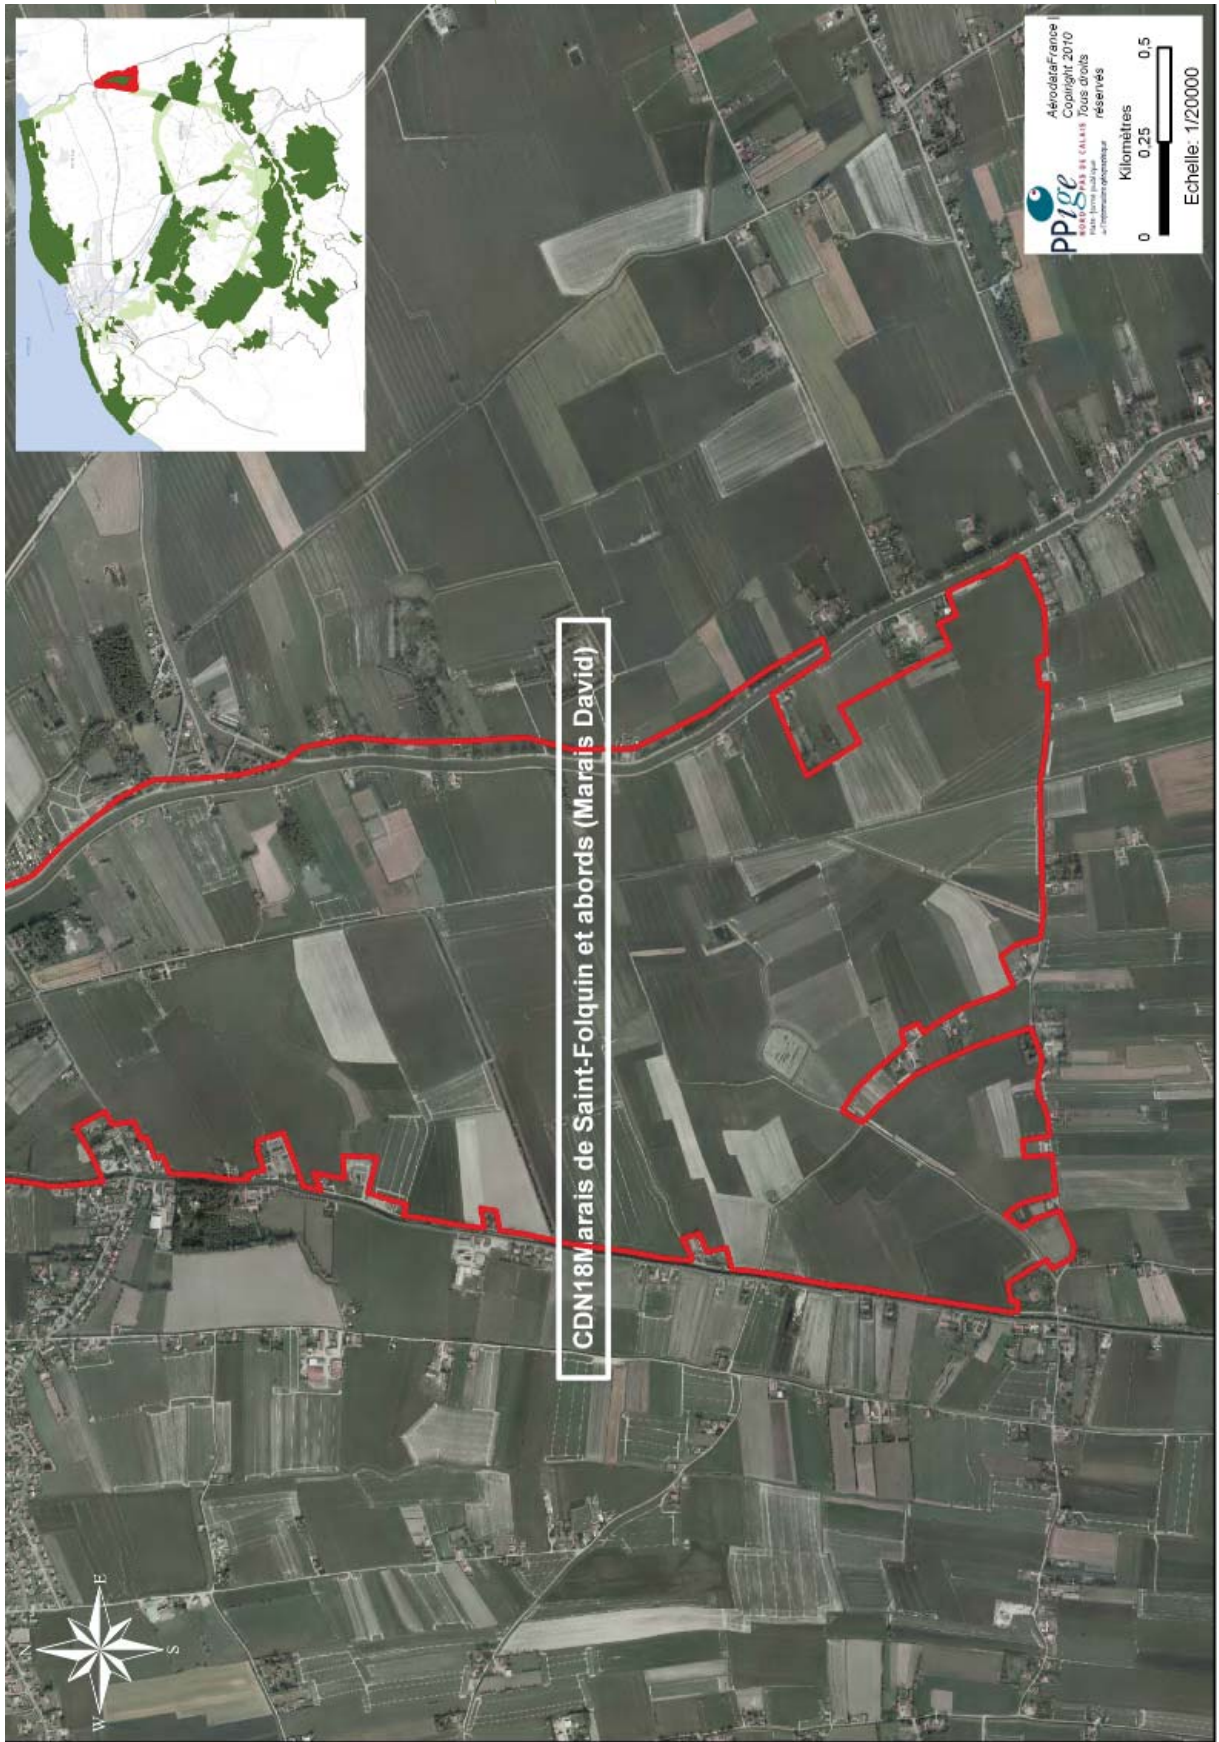 CDN18Marais de Saint-Folquin et abords (Marais David)
N
W
E
S
PPige
NORD PAS DE CALAIS
AérodataFrance
Copiright 2010
Tous droits
réservés
Kilomètres
0 0,25 0,5
Echelle: 1/20000